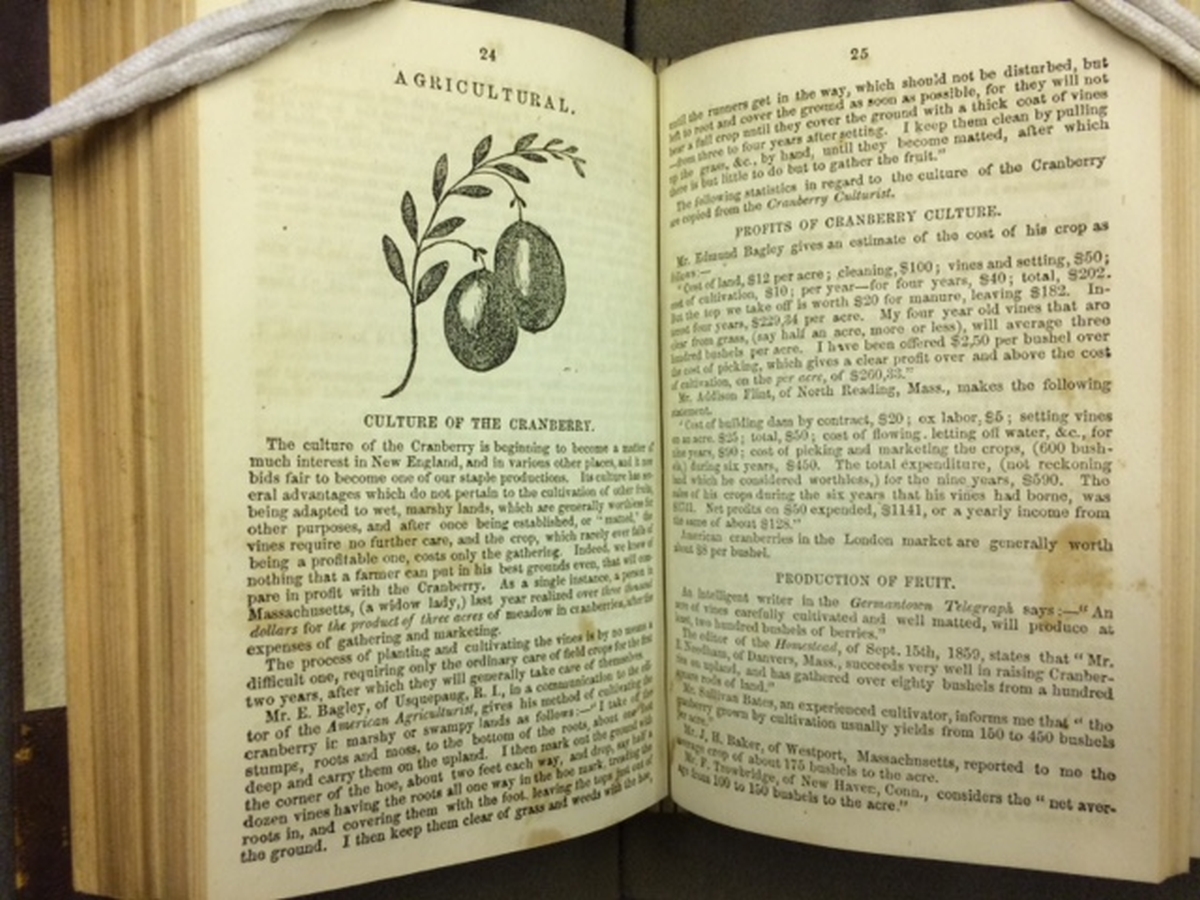 24
AGRICULTURAL.
CULTURE OF THE CRANBERRY.
The culture of the Cranberry is beginning to become a matter of
much interest in New England, and in various other places, and it now
bids fair to become one of our staple productions. Its culture has sev-
eral advantages which do not pertain to the cultivation of other fruits,
being adapted to wet, marshy lands, which are generally worthless for
other purposes, and after once being established, or "matted," the
vines require no further care, and the crop, which rarely ever fails of
being a profitable one, costs only the gathering. Indeed, we know of
nothing that a farmer can put in his best grounds even, that will com-
pare in profit with the Cranberry. As a single instance, a person in
Massachusetts, (a widow lady,) last year realized over three thousand
dollars for the product of three acres of meadow in cranberries, after the
expenses of gathering and marketing.
The process of planting and cultivating the vines is by no means a
difficult one, requiring only the ordinary care of field crops for the first
two years, after which they will generally take care of themselves.
Mr. E. Bagley, of Usquepaug, R. I., in a communication to the edi-
tor of the American Agriculturist, gives his method of cultivating the
cranberry in marshy or swampy lands as follows:—"I take off the
stumps, roots and moss, to the bottom of the roots, about one foot
deep and carry them on the upland. I then mark out the ground with
the corner of the hoe, about two feet each way, and drop, say half a
dozen vines having the roots all one way in the hoe mark, treading the
roots in, and covering them with the foot, leaving the tops just out of
the ground. I then keep them clear of grass and weeds with the hoe,
25
until the runners get in the way, which should not be disturbed, but
left to root and cover the ground as soon as possible, for they will not
bear a full crop until they cover the ground with a thick coat of vines
—from three to four years after setting. I keep them clean by pulling
up the grass, &c., by hand, until they become matted, after which
there is but little to do but to gather the fruit."
The following statistics in regard to the culture of the Cranberry
are copied from the Cranberry Culturist.
PROFITS OF CRANBERRY CULTURE.
Mr. Edmund Bagley gives an estimate of the cost of his crop as
follows:—
"Cost of land, $12 per acre; cleaning, $100; vines and setting, $50;
cost of cultivation, $10; per year—for four years, $40; total, $202.
But the top we take off is worth $20 for manure, leaving $182. In-
terest four years, $229,34 per acre. My four year old vines that are
clear from grass, (say half an acre, more or less), will average three
hundred bushels per acre. I have been offered $2,50 per bushel over
the cost of picking, which gives a clear profit over and above the cost
of cultivation, on the per acre, of $260,33."
Mr. Addison Flint, of North Reading, Mass., makes the following
statement.
"Cost of building dam by contract, $20; ox labor, $5; setting vines
on an acre. $25; total, $50; cost of flowing. letting off water, &c., for
the years, $90; cost of picking and marketing the crops, (600 bush-
els.) during six years, $450. The total expenditure, (not reckoning
land which he considered worthless,) for the nine years, $590. The
sales of his crops during the six years that his vines had borne, was
Net profits on $50 expended, $1141, or a yearly income from
the same of about $128."
American cranberries in the London market are generally worth
about $8 per bushel.
PRODUCTION OF FRUIT.
An intelligent writer in the Germantown Telegraph says:—"An
acre of vines carefully cultivated and well matted, will produce at
least, two hundred bushels of berries."
The editor of the Homestead, of Sept. 15th, 1859, states that "Mr.
Needham, of Danvers, Mass., succeeds very well in raising Cranber-
ries on upland, and has gathered over eighty bushels from a hundred
square rods of land."
Mr. Sullivan Bates, an experienced cultivator, informs me that "the
cranberry grown by cultivation usually yields from 150 to 450 bushels
per acre."
Mr. J. H. Baker, of Westport, Massachusetts, reported to me the
average crop of about 175 bushels to the acre.
Mr. F. Trowbridge, of New Haven, Conn., considers the "net aver-
age from 100 to 150 bushels to the acre."